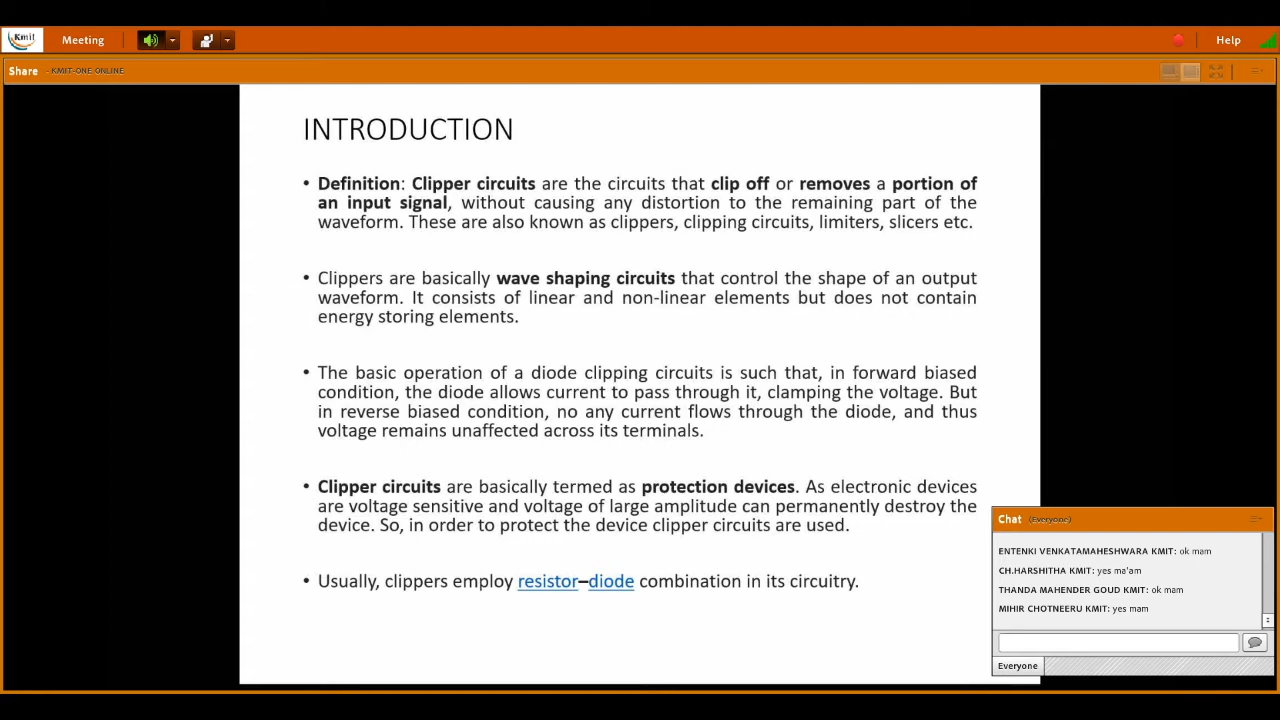 Kmit
Meeting
Help
Share - KMIT-ONE ONLINE
INTRODUCTION
• Definition: Clipper circuits are the circuits that clip off or removes a portion of
an input signal, without causing any distortion to the remaining part of the
waveform. These are also known as clippers, clipping circuits, limiters, slicers etc.
• Clippers are basically wave shaping circuits that control the shape of an output
waveform. It consists of linear and non-linear elements but does not contain
energy storing elements.
• The basic operation of a diode clipping circuits is such that, in forward biased
condition, the diode allows current to pass through it, clamping the voltage. But
in reverse biased condition, no any current flows through the diode, and thus
voltage remains unaffected across its terminals.
• Clipper circuits are basically termed as protection devices. As electronic devices
are voltage sensitive and voltage of large amplitude can permanently destroy the
device. So, in order to protect the device clipper circuits are used.
• Usually, clippers employ resistor–diode combination in its circuitry.
Chat (Everyone)
ENTENKI VENKATAMAHESHWARA KMIT: ok mam
CH.HARSHITHA KMIT: yes ma'am
THANDA MAHENDER GOUD KMIT: ok mam
MIHIR CHOTNEERU KMIT: yes mam
Everyone